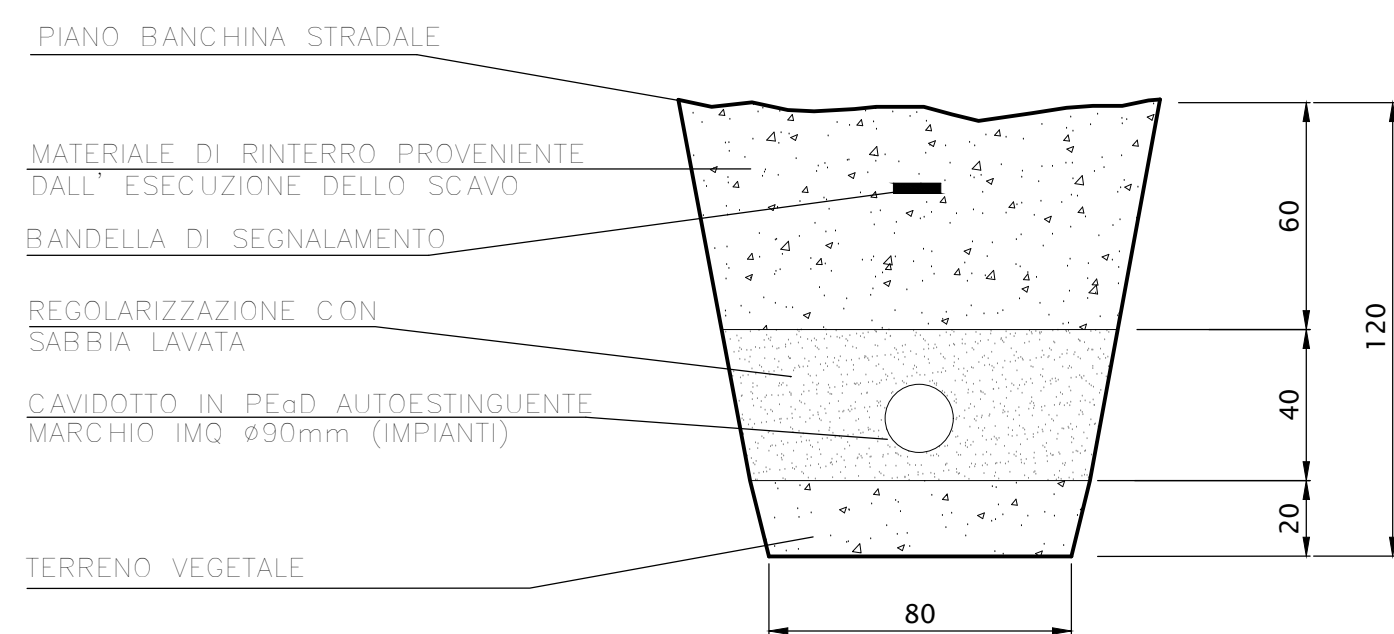 PIANO BANCHINA STRADALE
MATERIALE DI RINTERRO PROVENIENTE
DALL' ESECUZIONE DELLO SCAVO
BANDELLA DI SEGNALAMENTO
REGOLARIZZAZIONE CON
SABBIA LAVATA
CAVIDOTTO IN PEaD AUTOESTINGUENTE
MARCHIO IMQ ø90mm (IMPIANTI)
TERRENO VEGETALE
60
40
20
120
80